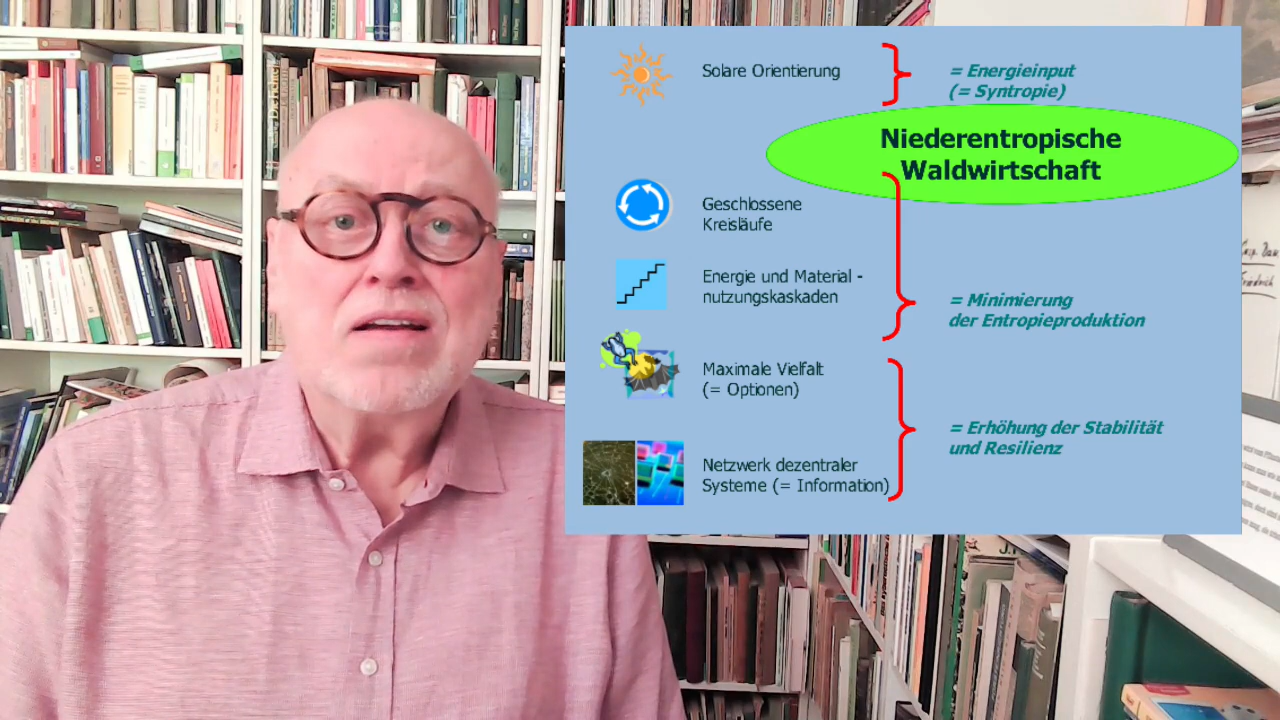 Solare Orientierung
= Energieinput
(= Syntropie)
Niederentropische
Waldwirtschaft
Geschlossene
Kreisläufe
Energie und Material -
nutzungskaskaden
= Minimierung
der Entropieproduktion
Maximale Vielfalt
(= Optionen)
= Erhöhung der Stabilität
und Resilienz
Netzwerk dezentraler
Systeme (= Information)